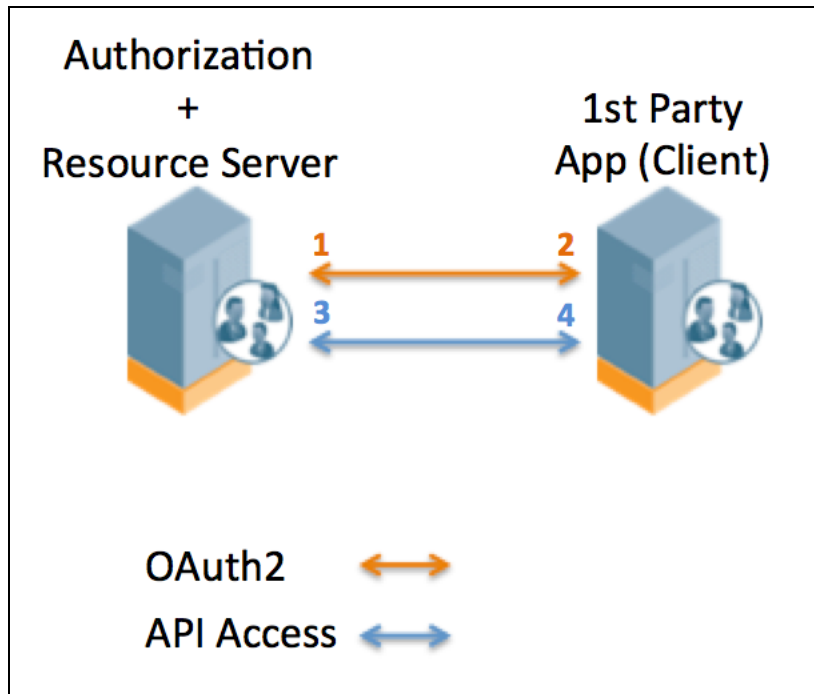 Authorization
+
Resource Server
1st Party
App (Client)
1
2
3
4
OAuth2
API Access